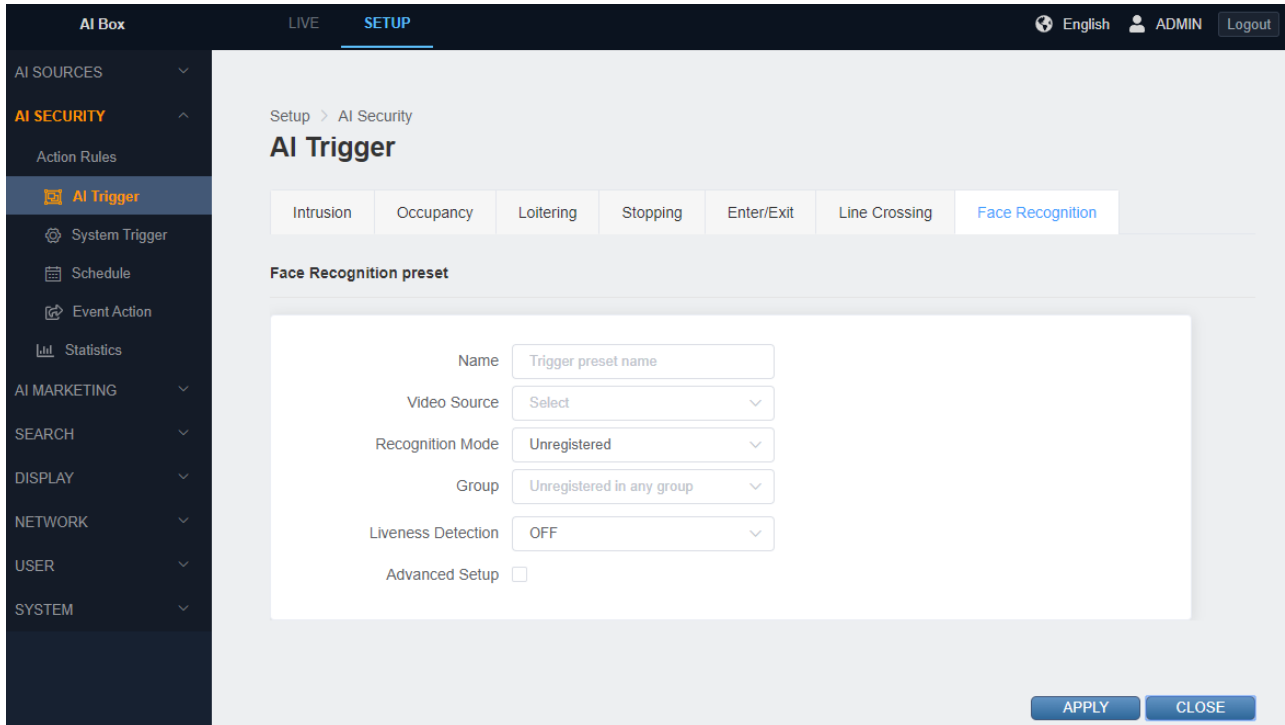 AI Box LIVE SETUP English ADMIN Logout
AI SOURCES
AI SECURITY
Action Rules
AI Trigger
System Trigger
Schedule
Event Action
Statistics
AI MARKETING
SEARCH
DISPLAY
NETWORK
USER
SYSTEM
Setup > AI Security
AI Trigger
Intrusion Occupancy Loitering Stopping Enter/Exit Line Crossing Face Recognition
Face Recognition preset
Name Trigger preset name
Video Source Select
Recognition Mode Unregistered
Group Unregistered in any group
Liveness Detection OFF
Advanced Setup
APPLY CLOSE